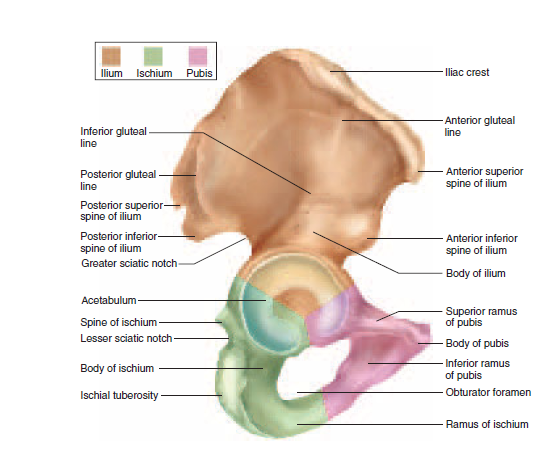 Ilium Ischium Pubis
Iliac crest
Anterior gluteal
line
Inferior gluteal
line
Posterior gluteal
line
Anterior superior
spine of ilium
Posterior superior
spine of ilium
Posterior inferior
spine of ilium
Anterior inferior
spine of ilium
Greater sciatic notch
Body of ilium
Acetabulum
Superior ramus
of pubis
Spine of ischium
Lesser sciatic notch
Body of pubis
Body of ischium
Inferior ramus
of pubis
Ischial tuberosity
Obturator foramen
Ramus of ischium